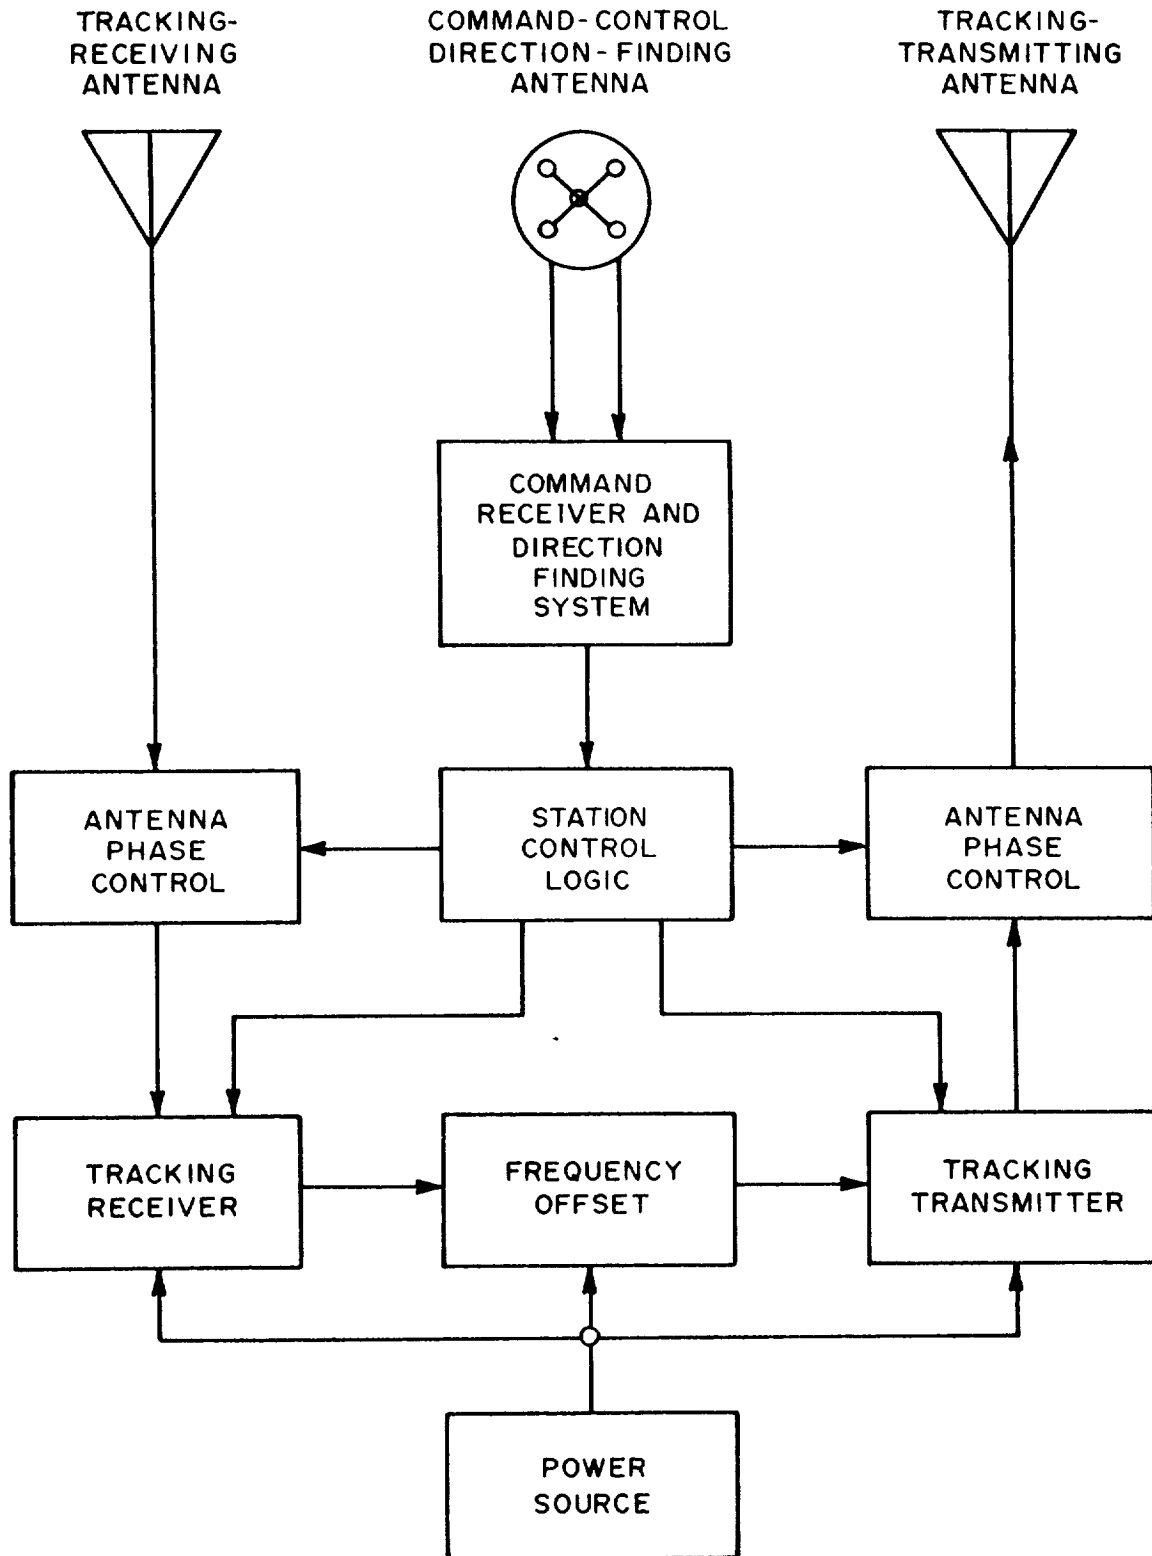 TRACKING-
RECEIVING
ANTENNA
COMMAND-CONTROL
DIRECTION-FINDING
ANTENNA
TRACKING-
TRANSMITTING
ANTENNA
COMMAND
RECEIVER AND
DIRECTION
FINDING
SYSTEM
ANTENNA
PHASE
CONTROL
STATION
CONTROL
LOGIC
ANTENNA
PHASE
CONTROL
TRACKING
RECEIVER
FREQUENCY
OFFSET
TRACKING
TRANSMITTER
POWER
SOURCE